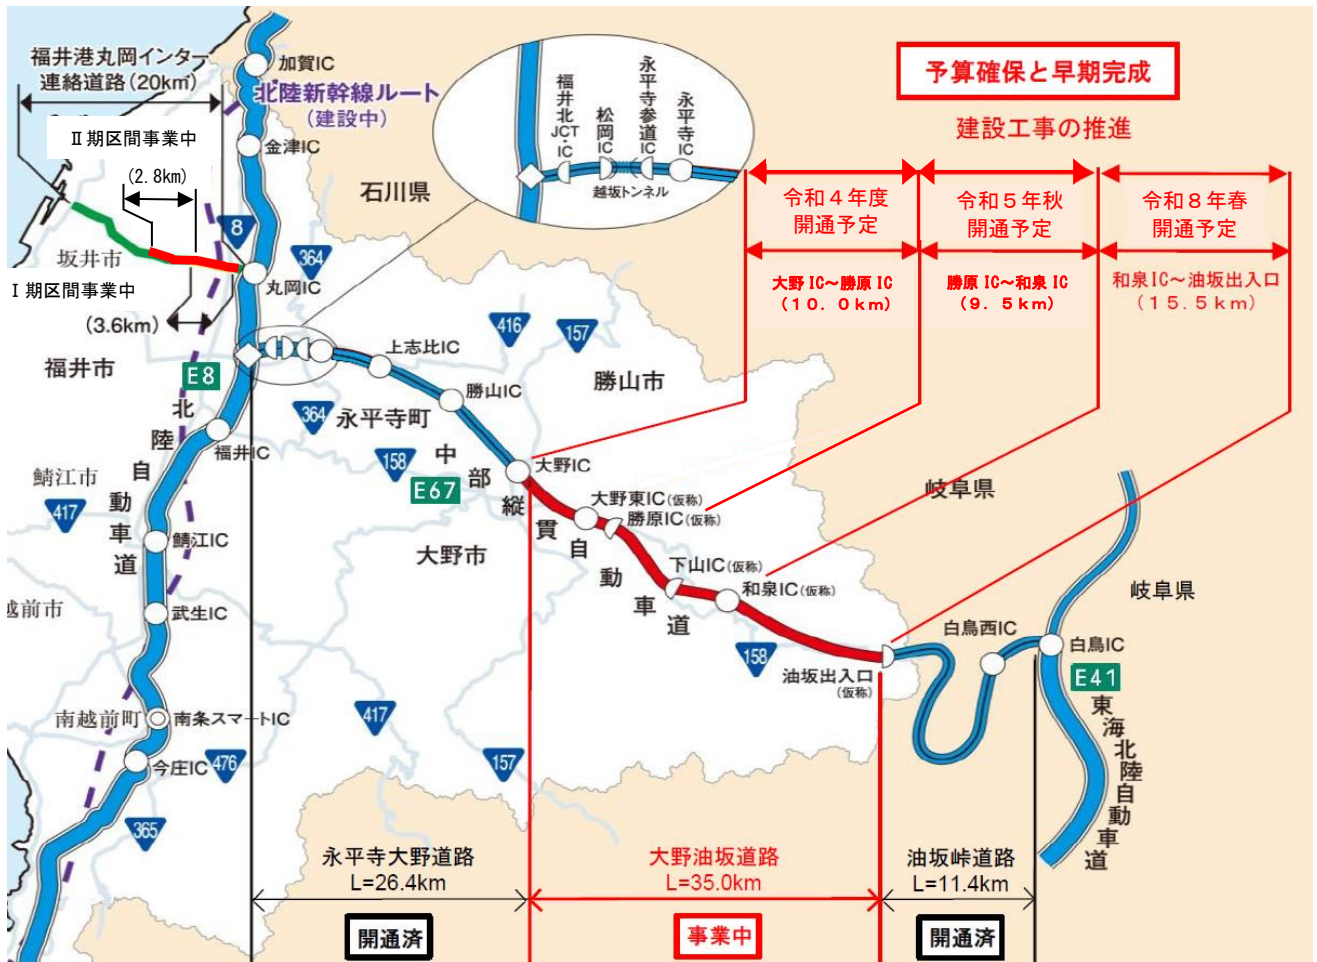 福井港丸岡インター
連絡道路(20km)
Ⅱ期区間事業中
(2.8km)
坂井市
Ⅰ期区間事業中
(3.6km)
福井市
加賀IC
北陸新幹線ルート
(建設中)
金津IC
石川県
8
364
丸岡IC
福井北
JCT・
IC
松岡
IC
永平寺参道
IC
永平寺
IC
越坂トンネル
予算確保と早期完成
建設工事の推進
令和４年度
開通予定
令和５年秋
開通予定
令和８年春
開通予定
大野 IC～勝原 IC
（１０．０ｋｍ）
勝原 IC～和泉 IC
（９．５ｋｍ）
和泉IC～油坂出入口
（１５．５ｋｍ）
416
157
上志比IC
勝山市
勝山IC
E8
364
永平寺町
北陸自動車道
福井IC
158
E67
中部縦貫自動車道
大野IC
鯖江市
417
鯖江IC
大野市
大野東IC(仮称)
勝原IC(仮称)
下山IC(仮称)
和泉IC(仮称)
岐阜県
越前市
武生IC
158
油坂出入口
(仮称)
白鳥西IC
白鳥IC
岐阜県
E41
東海北陸自動車道
南越前町
南条スマートIC
今庄IC
476
417
157
365
永平寺大野道路
L=26.4km
開通済
大野油坂道路
L=35.0km
事業中
油坂峠道路
L=11.4km
開通済